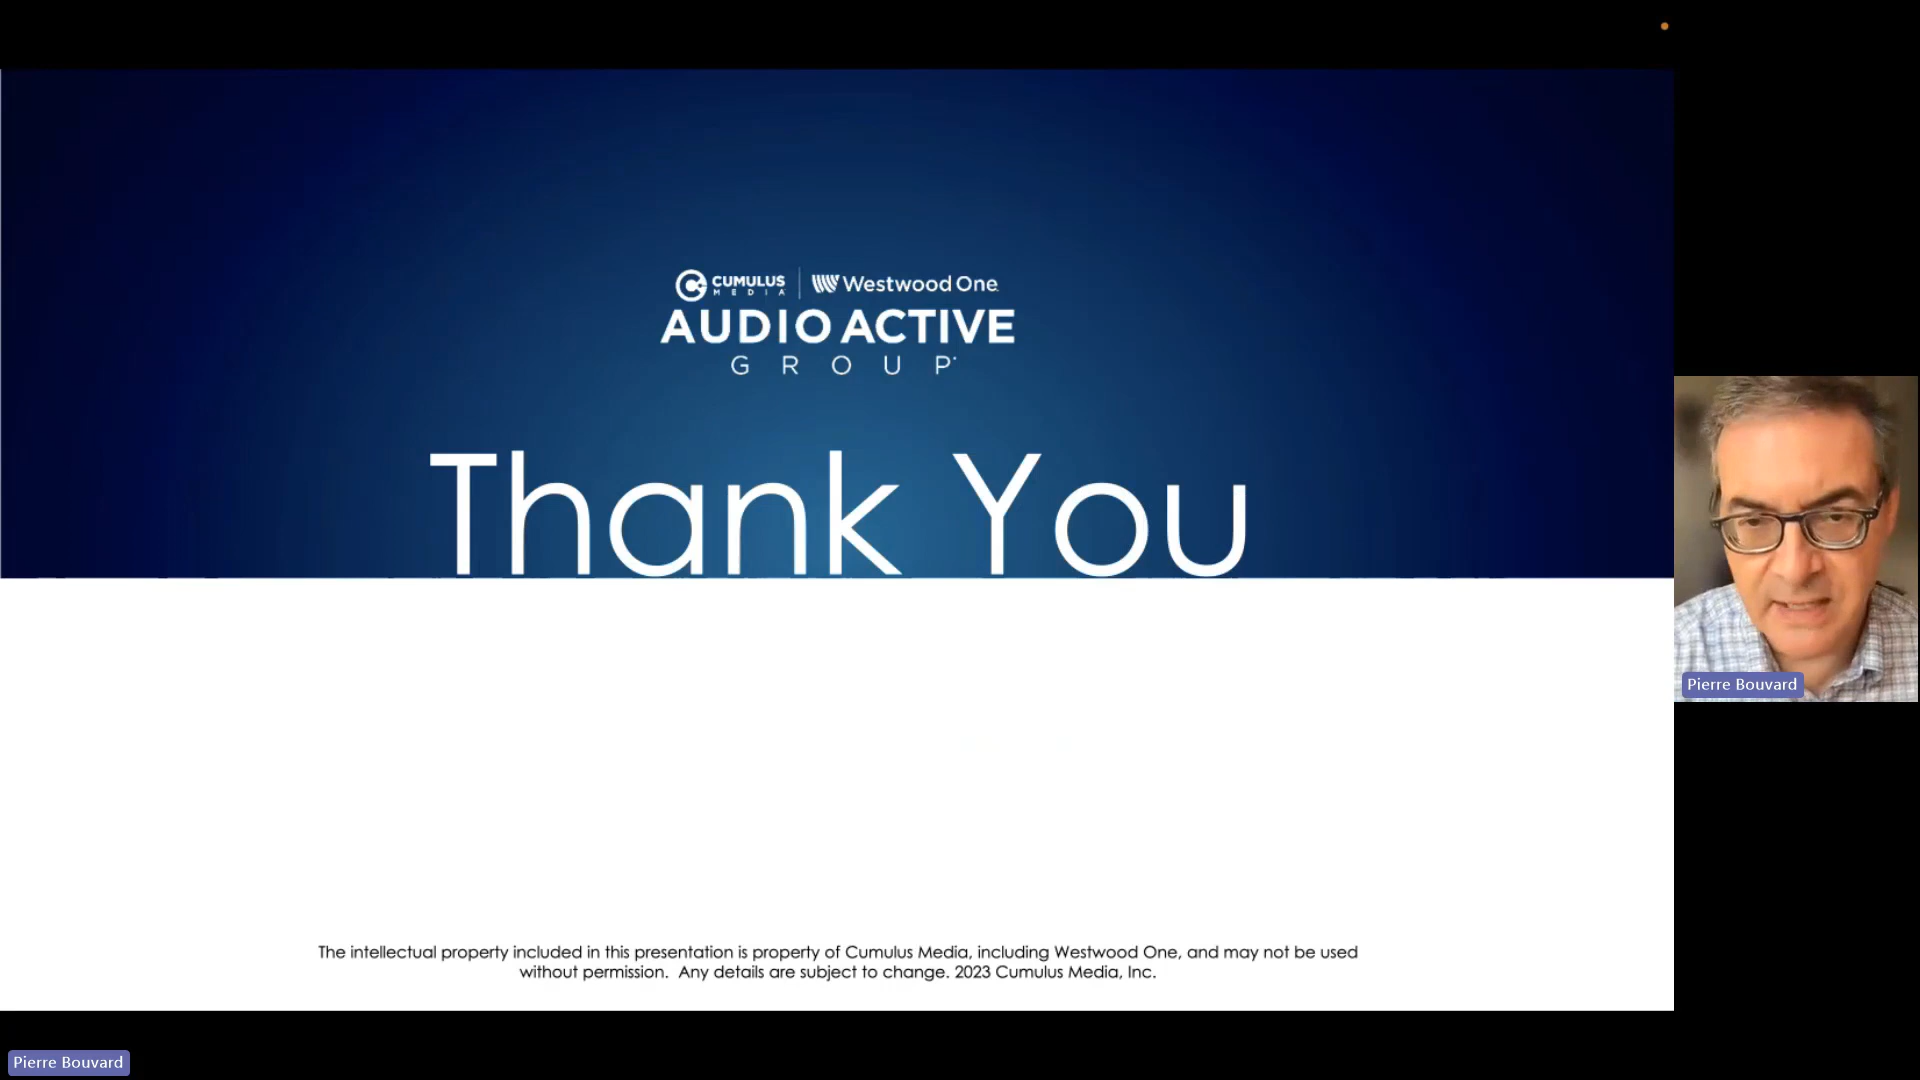 CUMULUS MEDIA | Westwood One
AUDIO ACTIVE
GROUP
Thank You
Pierre Bouvard
The intellectual property included in this presentation is property of Cumulus Media, including Westwood One, and may not be used
without permission.  Any details are subject to change. 2023 Cumulus Media, Inc.
Pierre Bouvard